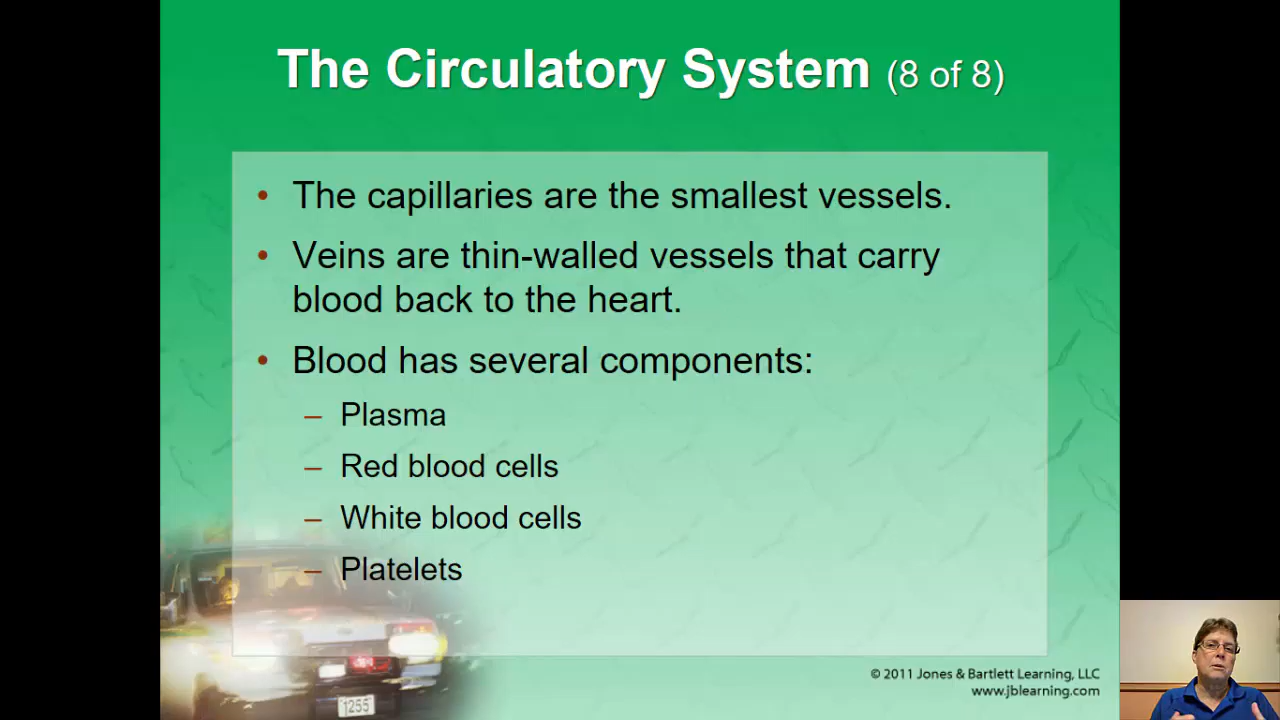 The Circulatory System (8 of 8)
• The capillaries are the smallest vessels.
• Veins are thin-walled vessels that carry
blood back to the heart.
• Blood has several components:
– Plasma
– Red blood cells
– White blood cells
– Platelets
1255
© 2011 Jones & Bartlett Learning, LLC
www.jblearning.com